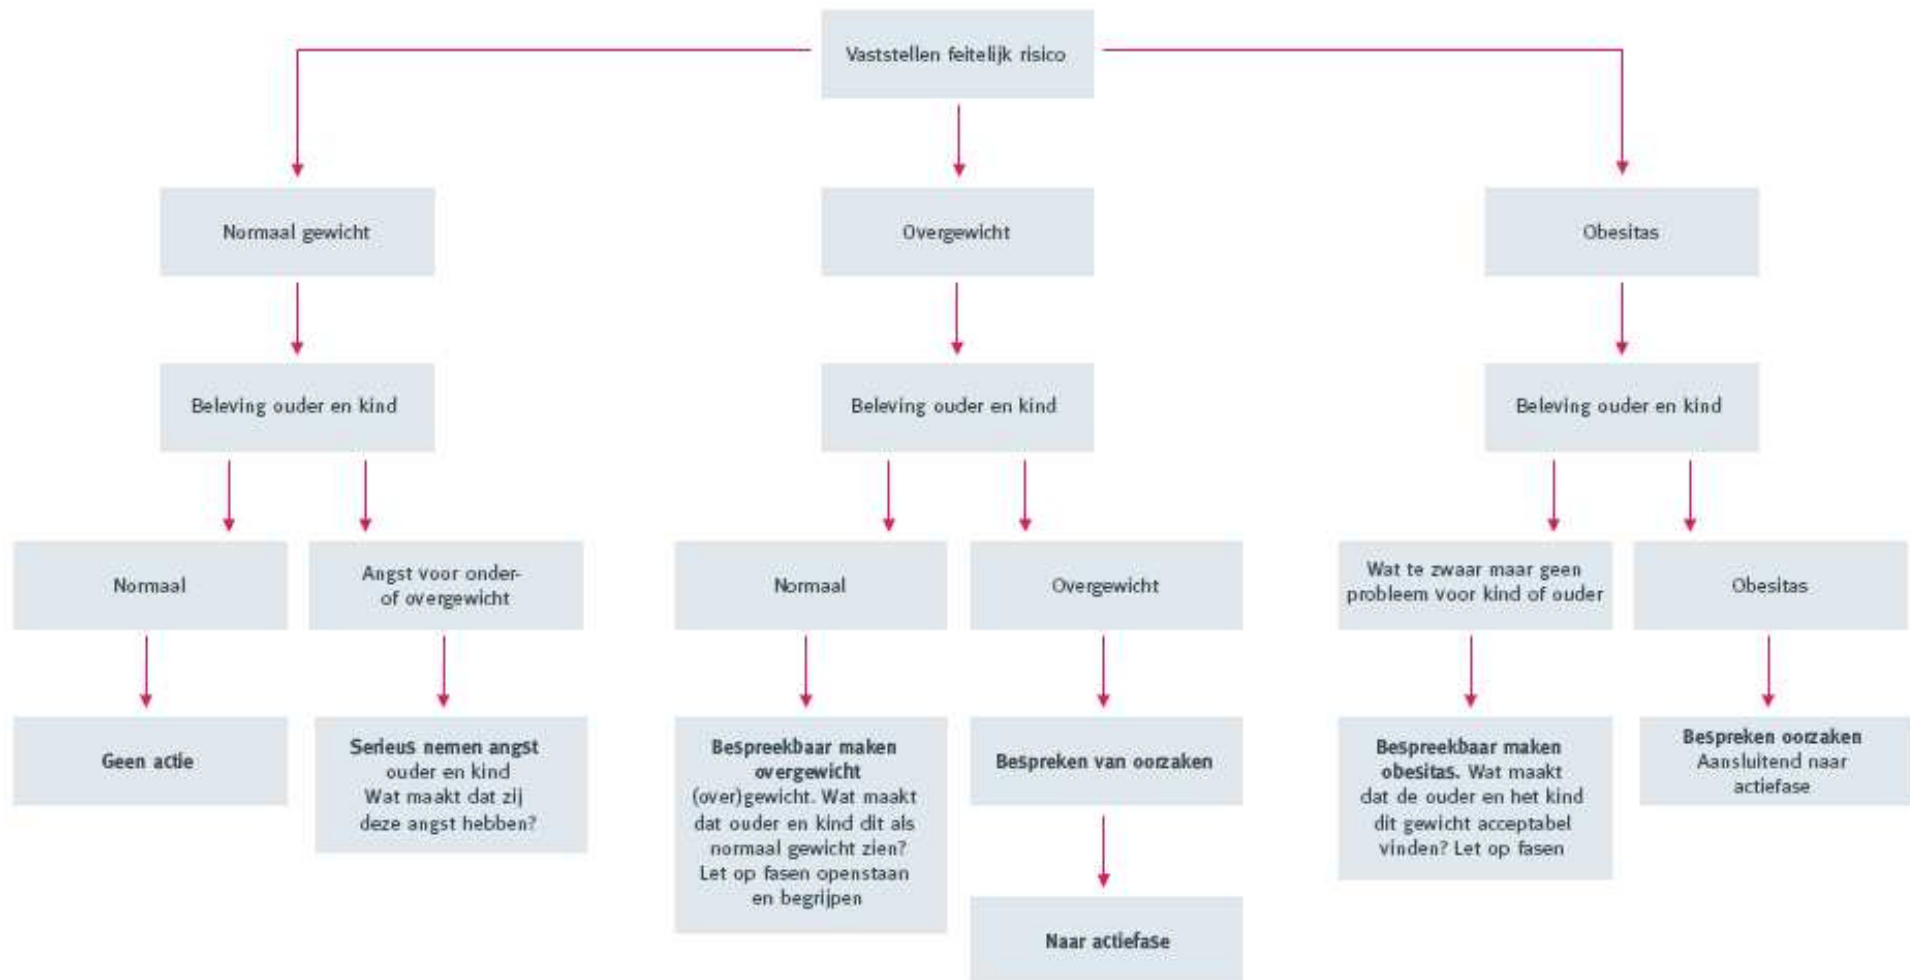 Vaststellen feitelijk risico
Normaal gewicht
Overgewicht
Obesitas
Beleving ouder en kind
Beleving ouder en kind
Beleving ouder en kind
Normaal
Angst voor onder-
of overgewicht
Normaal
Overgewicht
Wat te zwaar maar geen
probleem voor kind of ouder
Obesitas
Geen actie
Serieus nemen angst
ouder en kind
Wat maakt dat zij
deze angst hebben?
Bespreekbaar maken
overgewicht
(over)gewicht. Wat maakt
dat ouder en kind dit als
normaal gewicht zien?
Let op fasen openstaan
en begrijpen
Bespreken van oorzaken
Naar actiefase
Bespreekbaar maken
obesitas. Wat maakt
dat de ouder en het kind
dit gewicht acceptabel
vinden? Let op fasen
Bespreken oorzaken
Aansluitend naar
actiefase